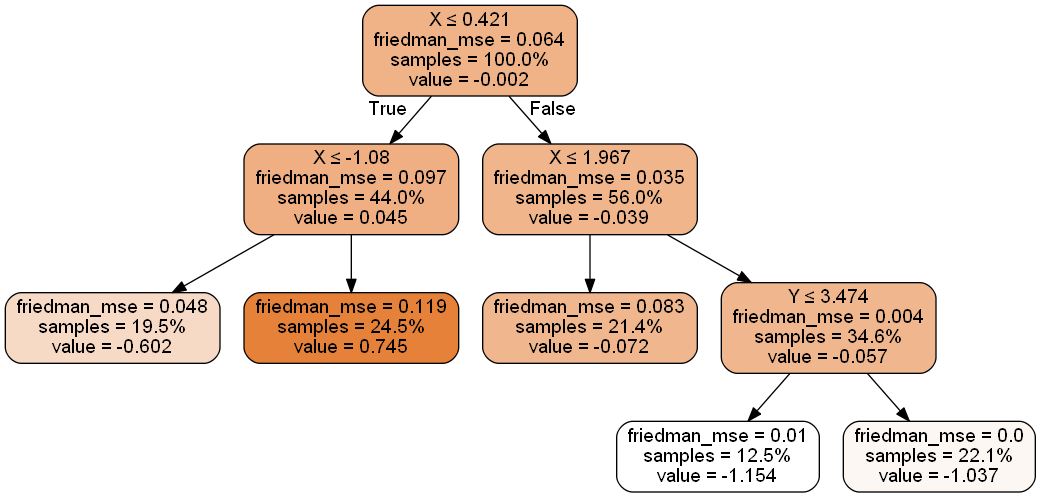 X ≤ 0.421
friedman_mse = 0.064
samples = 100.0%
value = -0.002
True
False
X ≤ -1.08
friedman_mse = 0.097
samples = 44.0%
value = 0.045
X ≤ 1.967
friedman_mse = 0.035
samples = 56.0%
value = -0.039
friedman_mse = 0.048
samples = 19.5%
value = -0.602
friedman_mse = 0.119
samples = 24.5%
value = 0.745
friedman_mse = 0.083
samples = 21.4%
value = -0.072
Y ≤ 3.474
friedman_mse = 0.004
samples = 34.6%
value = -0.057
friedman_mse = 0.01
samples = 12.5%
value = -1.154
friedman_mse = 0.0
samples = 22.1%
value = -1.037